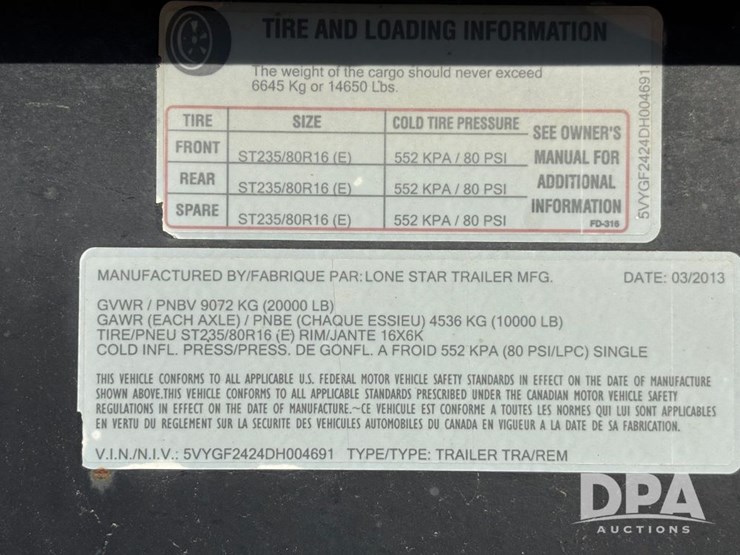 TIRE AND LOADING INFORMATION
The weight of the cargo should never exceed
6645 Kg or 14650 Lbs.
TIRE SIZE COLD TIRE PRESSURE SEE OWNER'S MANUAL FOR ADDITIONAL INFORMATION
FRONT ST235/80R16 (E) 552 KPA / 80 PSI
REAR ST235/80R16 (E) 552 KPA / 80 PSI
SPARE ST235/80R16 (E) 552 KPA / 80 PSI
FD-316
5VYGF2424DH004691
MANUFACTURED BY/FABRIQUE PAR: LONE STAR TRAILER MFG. DATE: 03/2013
GVWR / PNBV 9072 KG (20000 LB)
GAWR (EACH AXLE) / PNBE (CHAQUE ESSIEU) 4536 KG (10000 LB)
TIRE/PNEU ST235/80R16 (E) RIM/JANTE 16X6K
COLD INFL. PRESS/PRESS. DE GONFL. A FROID 552 KPA (80 PSI/LPC) SINGLE
THIS VEHICLE CONFORMS TO ALL APPLICABLE U.S. FEDERAL MOTOR VEHICLE SAFETY STANDARDS IN EFFECT ON THE DATE OF MANUFACTURE
SHOWN ABOVE.THIS VEHICLE CONFORMS TO ALL APPLICABLE STANDARDS PRESCRIBED UNDER THE CANADIAN MOTOR VEHICLE SAFETY
REGULATIONS IN EFFECT ON THE DATE OF MANUFACTURE.~CE VEHICULE EST CONFORME A TOUTES LES NORMES QUI LUI SONT APPLICABLES
EN VERTU DU REGLEMENT SUR LA SECURITE DES VEHICULES AUTOMOBILES DU CANADA EN VIGUEUR A LA DATE DE SA FABRICATION.
V.I.N./N.I.V.: 5VYGF2424DH004691 TYPE/TYPE: TRAILER TRA/REM
DPA
AUCTIONS